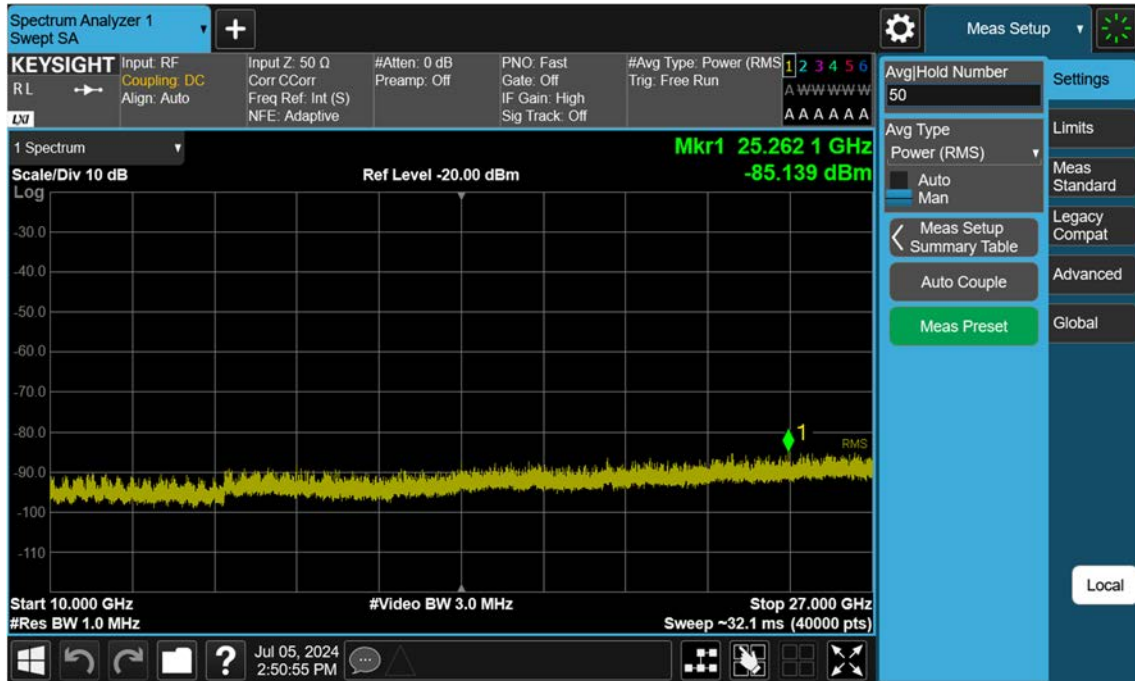 Spectrum Analyzer 1
Swept SA
+
Meas Setup
KEYSIGHT
RL
LXI
Input: RF
Coupling: DC
Align: Auto
Input Z: 50 Ω
Corr CCorr
Freq Ref: Int (S)
NFE: Adaptive
#Atten: 0 dB
Preamp: Off
PNO: Fast
Gate: Off
IF Gain: High
Sig Track: Off
#Avg Type: Power (RMS)
Trig: Free Run
1 2 3 4 5 6
A W W W W W
A A A A A A
1 Spectrum
Mkr1 25.262 1 GHz
-85.139 dBm
Scale/Div 10 dB
Ref Level -20.00 dBm
Log
-30.0
-40.0
-50.0
-60.0
-70.0
-80.0
-90.0
-100
-110
1
RMS
Start 10.000 GHz
#Video BW 3.0 MHz
Stop 27.000 GHz
#Res BW 1.0 MHz
Sweep ~32.1 ms (40000 pts)
Avg|Hold Number
50
Avg Type
Power (RMS)
Auto
Man
Meas Setup
Summary Table
Auto Couple
Meas Preset
Settings
Limits
Meas
Standard
Legacy
Compat
Advanced
Global
Local
?
Jul 05, 2024
2:50:55 PM